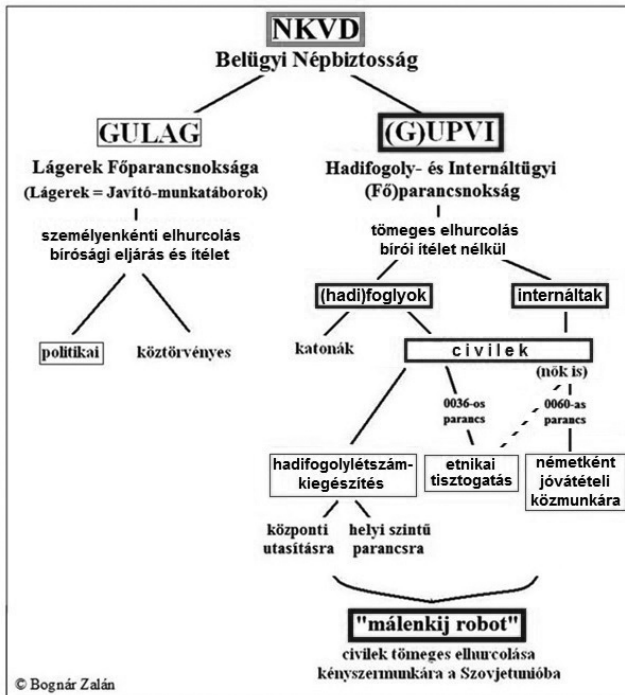 NKVD
Belügyi Népbiztosság
GULAG
Lágerek Főparancsnoksága
(Lágerek = Javító-munkatáborok)
személyenkénti elhurcolás
bírósági eljárás és ítélet
politikai
köztörvényes
(G)UPVI
Hadifogoly- és Internáltügyi
(Fő)parancsnokság
tömeges elhurcolás
bírói ítélet nélkül
(hadi)foglyok
internáltak
katonák
civilek
(nők is)
0036-os
parancs
0060-as
parancs
hadifogolylétszám-
kiegészítés
etnikai
tisztogatás
németként
jóvátételi
közmunkára
központi
utasításra
helyi szintű
parancsra
"málenkij robot"
civilek tömeges elhurcolása
kényszermunkára a Szovjetunióba
© Bognár Zalán